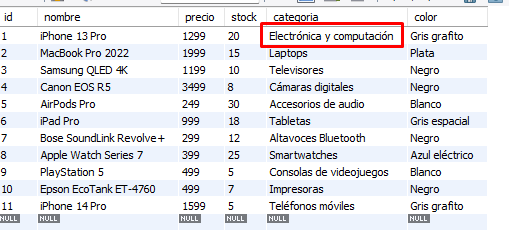 id nombre precio stock categoria color
1 iPhone 13 Pro 1299 20 Electrónica y computación Gris grafito
2 MacBook Pro 2022 1999 15 Laptops Plata
3 Samsung QLED 4K 1199 10 Televisores Negro
4 Canon EOS R5 3499 8 Cámaras digitales Negro
5 AirPods Pro 249 30 Accesorios de audio Blanco
6 iPad Pro 999 18 Tabletas Gris espacial
7 Bose SoundLink Revolve+ 299 12 Altavoces Bluetooth Negro
8 Apple Watch Series 7 399 25 Smartwatches Azul eléctrico
9 PlayStation 5 499 5 Consolas de videojuegos Blanco
10 Epson EcoTank ET-4760 499 7 Impresoras Negro
11 iPhone 14 Pro 1599 5 Teléfonos móviles Gris grafito
NULL NULL NULL NULL NULL NULL